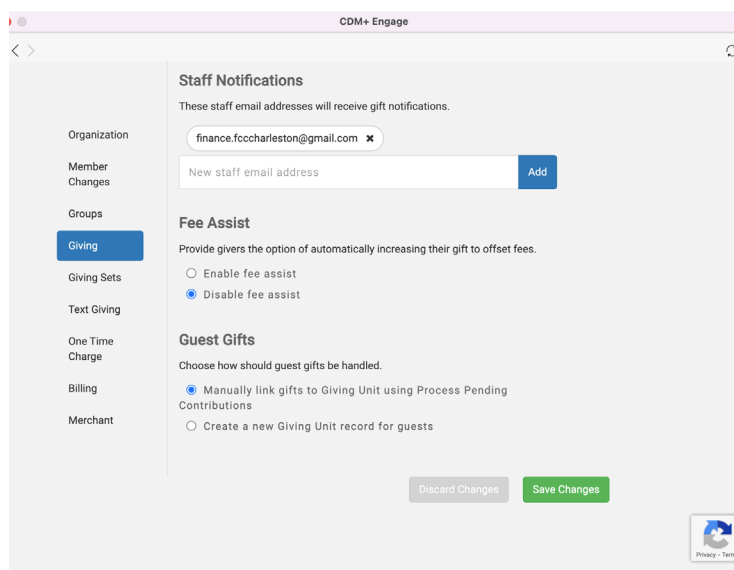 CDM+ Engage
Staff Notifications
These staff email addresses will receive gift notifications.
finance.fcccharleston@gmail.com ✖
New staff email address
Add
Organization
Member
Changes
Groups
Giving
Giving Sets
Text Giving
One Time
Charge
Billing
Merchant
Fee Assist
Provide givers the option of automatically increasing their gift to offset fees.
Enable fee assist
Disable fee assist
Guest Gifts
Choose how should guest gifts be handled.
Manually link gifts to Giving Unit using Process Pending
Contributions
Create a new Giving Unit record for guests
Discard Changes
Save Changes
Privacy - Term